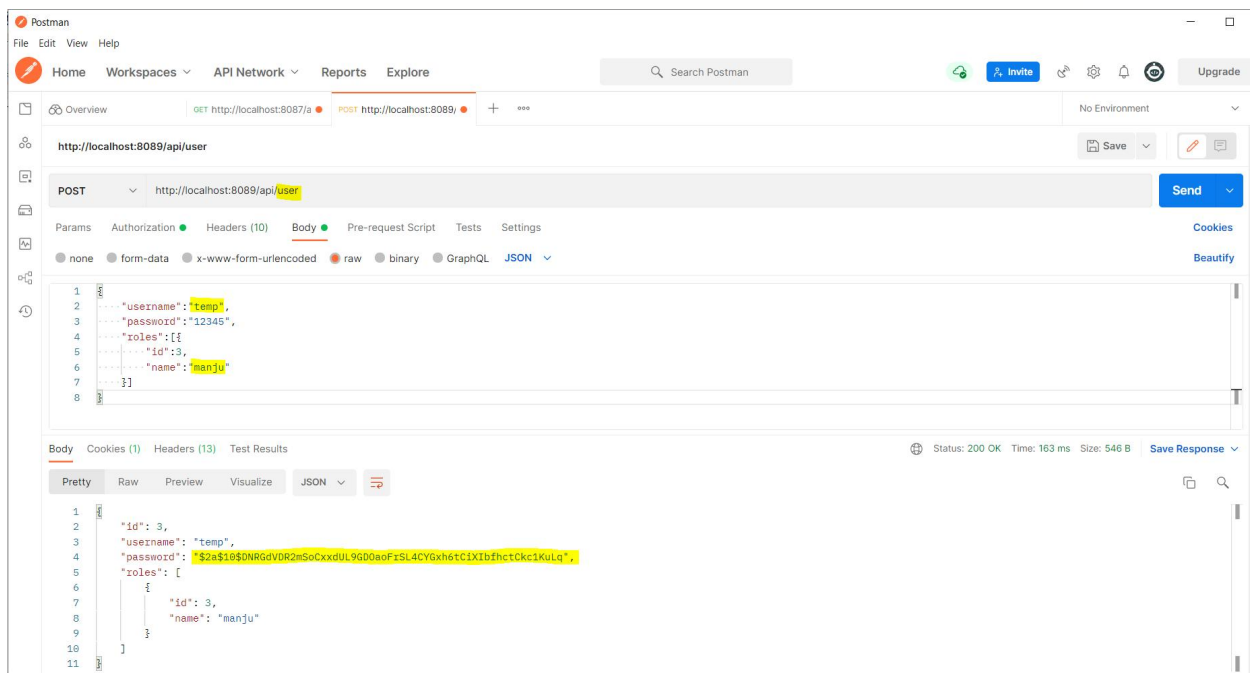 Postman
File Edit View Help
Home Workspaces API Network Reports Explore Search Postman Invite Upgrade
Overview GET http://localhost:8087/a POST http://localhost:8089/ No Environment
http://localhost:8089/api/user Save
POST http://localhost:8089/api/user Send
Params Authorization Headers (10) Body Pre-request Script Tests Settings Cookies
none form-data x-www-form-urlencoded raw binary GraphQL JSON Beautify
1 {
2 "username":"temp",
3 "password":"12345",
4 "roles":[{
5 "id":3,
6 "name":"manju"
7 }]
8 }
Body Cookies (1) Headers (13) Test Results Status: 200 OK Time: 163 ms Size: 546 B Save Response
Pretty Raw Preview Visualize JSON
1 {
2 "id": 3,
3 "username": "temp",
4 "password": "$2a$10$DNRGdVDR2mSoCxxdUL9GDOaoFrSL4CYGxh6tCiXIbfhctCkc1KuLq",
5 "roles": [
6 {
7 "id": 3,
8 "name": "manju"
9 }
10 ]
11 }